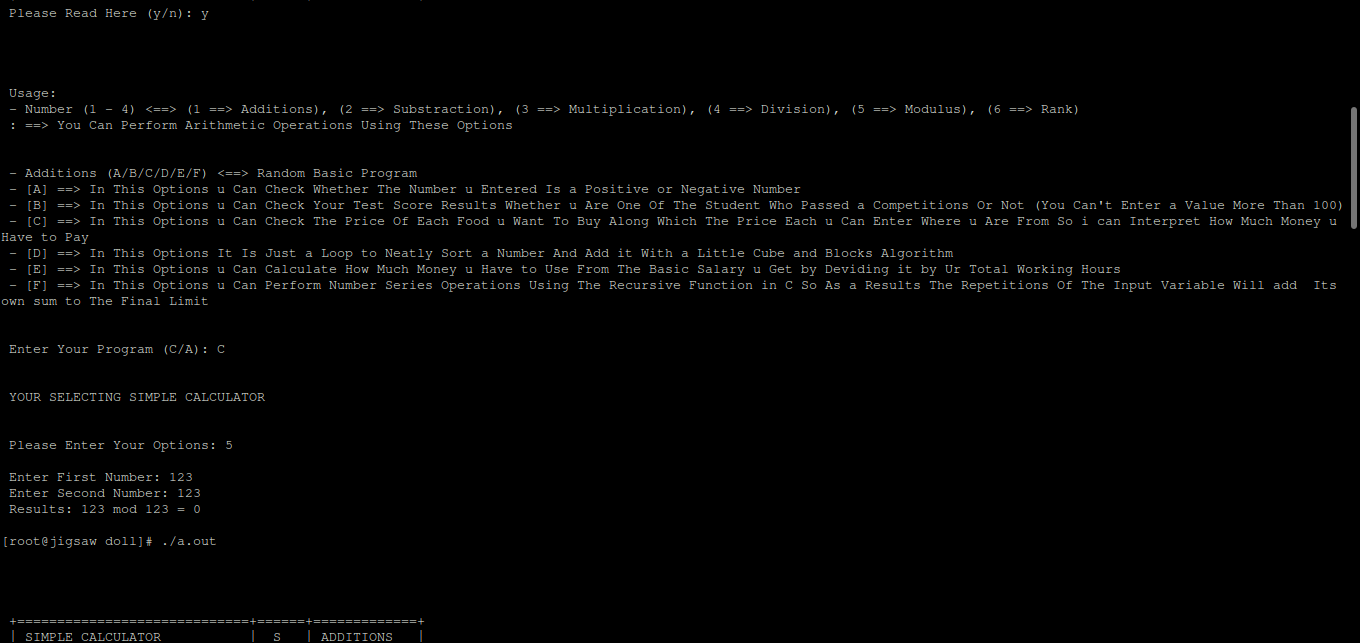 Please Read Here (y/n): y
Usage:
- Number (1 - 4) <==> (1 ==> Additions), (2 ==> Substraction), (3 ==> Multiplication), (4 ==> Division), (5 ==> Modulus), (6 ==> Rank)
: ==> You Can Perform Arithmetic Operations Using These Options
- Additions (A/B/C/D/E/F) <==> Random Basic Program
- [A] ==> In This Options u Can Check Whether The Number u Entered Is a Positive or Negative Number
- [B] ==> In This Options u Can Check Your Test Score Results Whether u Are One Of The Student Who Passed a Competitions Or Not (You Can't Enter a Value More Than 100)
- [C] ==> In This Options u Can Check The Price Of Each Food u Want To Buy Along Which The Price Each u Can Enter Where u Are From So i can Interpret How Much Money u
Have to Pay
- [D] ==> In This Options It Is Just a Loop to Neatly Sort a Number And Add it With a Little Cube and Blocks Algorithm
- [E] ==> In This Options u Can Calculate How Much Money u Have to Use From The Basic Salary u Get by Deviding it by Ur Total Working Hours
- [F] ==> In This Options u Can Perform Number Series Operations Using The Recursive Function in C So As a Results The Repetitions Of The Input Variable Will add  Its
own sum to The Final Limit
Enter Your Program (C/A): C
YOUR SELECTING SIMPLE CALCULATOR
Please Enter Your Options: 5
Enter First Number: 123
Enter Second Number: 123
Results: 123 mod 123 = 0
[root@jigsaw doll]# ./a.out
+=============================+======+=============+
| SIMPLE CALCULATOR           |  S   | ADDITIONS   |